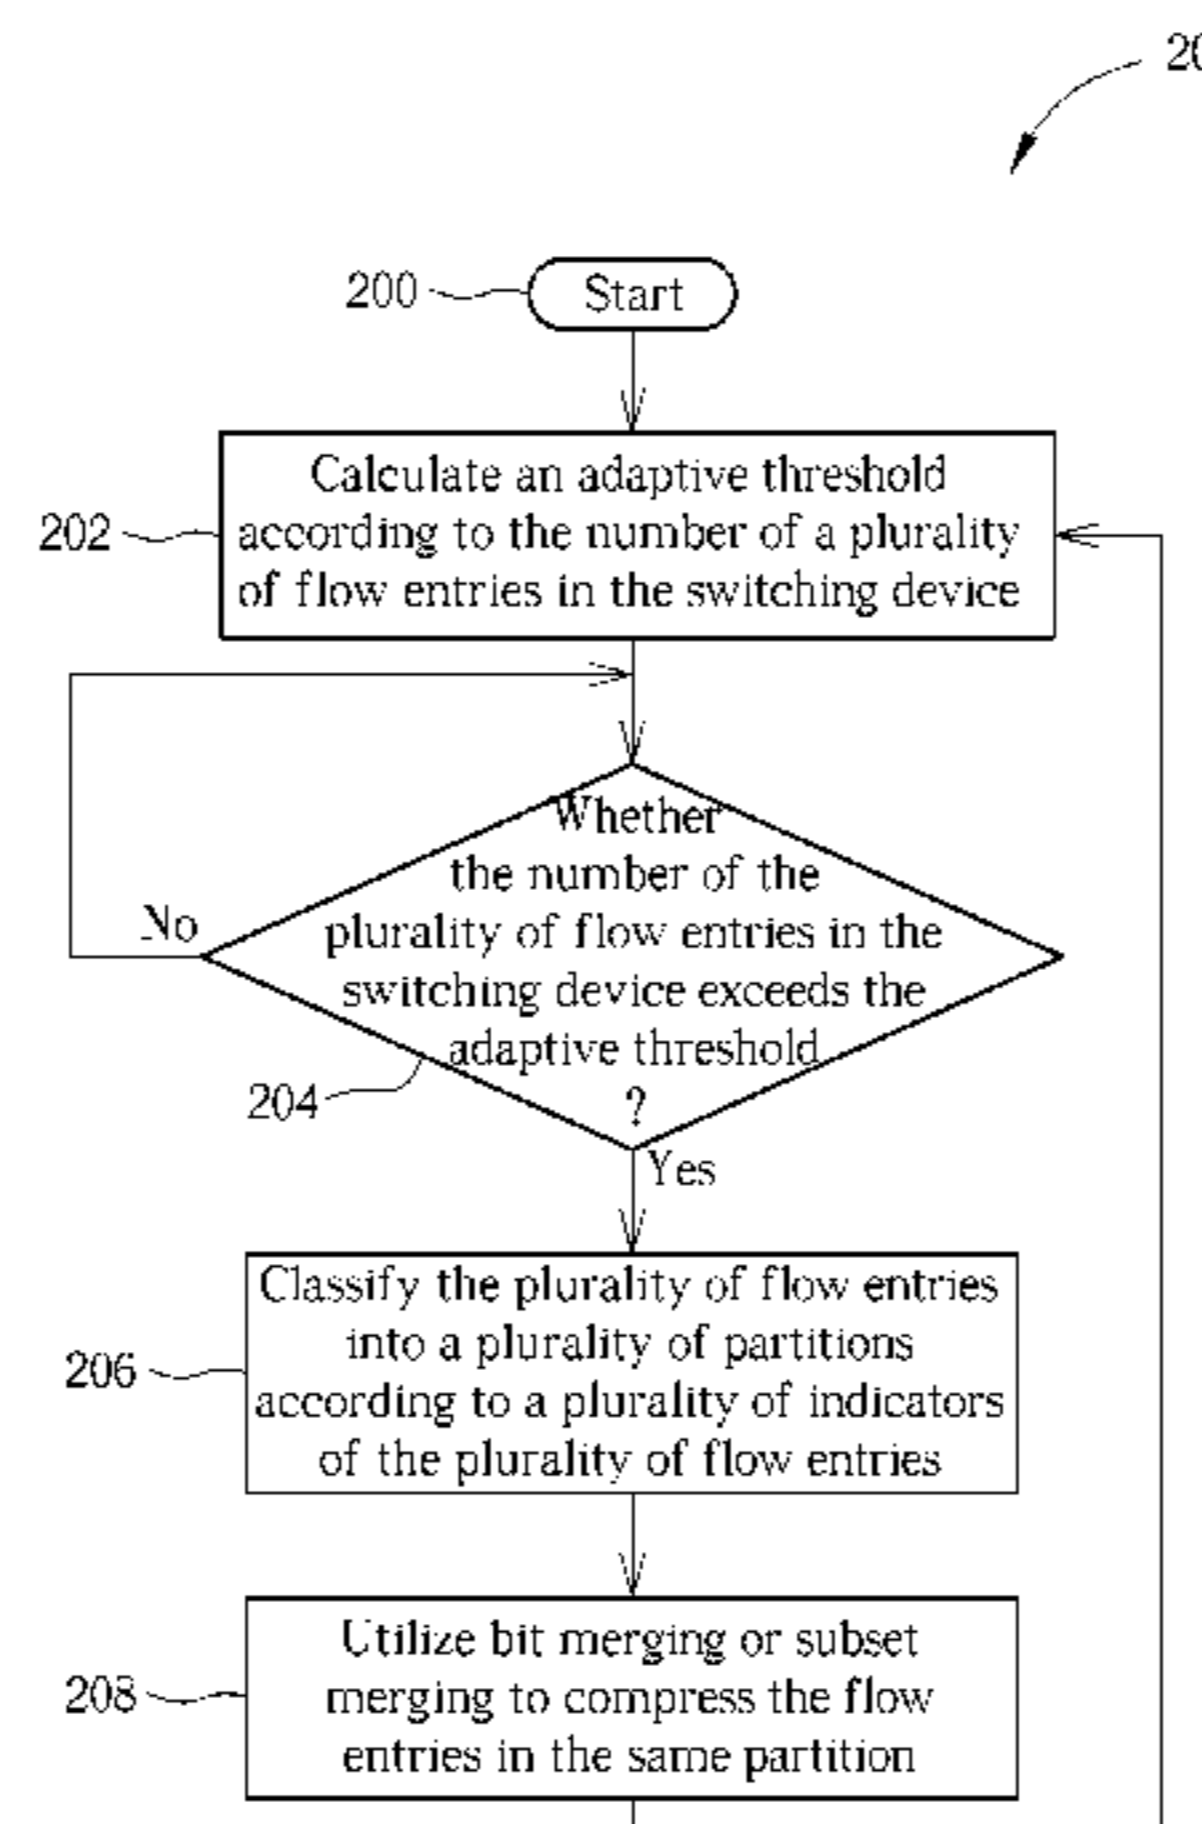 20
200 Start
Calculate an adaptive threshold
202 according to the number of a plurality
of flow entries in the switching device
Whether
the number of the
No plurality of flow entries in the
switching device exceeds the
adaptive threshold
204 ?
Yes
Classify the plurality of flow entries
into a plurality of partitions
206
according to a plurality of indicators
of the plurality of flow entries
Utilize bit merging or subset
208 merging to compress the flow
entries in the same partition